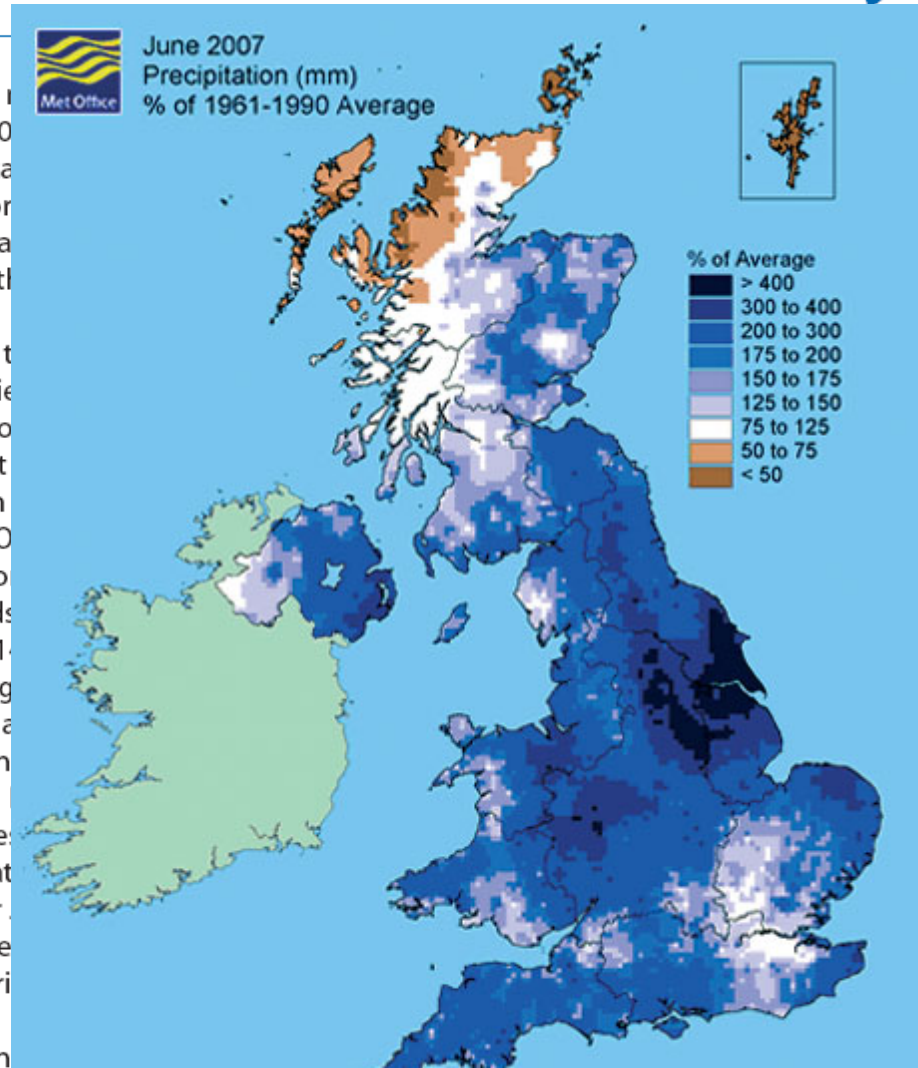 June 2007
Precipitation (mm)
% of 1961-1990 Average
Met Office
% of Average
> 400
300 to 400
200 to 300
175 to 200
150 to 175
125 to 150
75 to 125
50 to 75
< 50